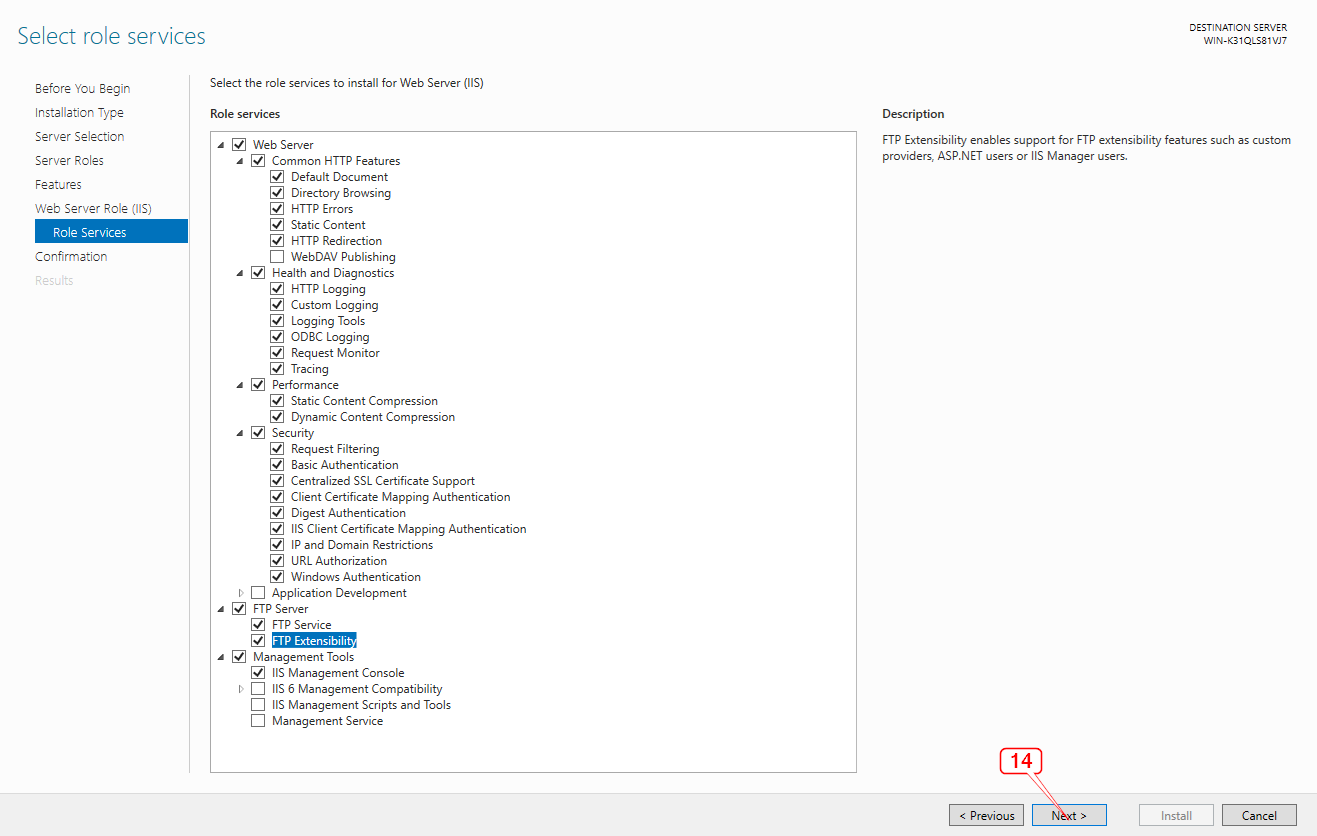 Select role services
DESTINATION SERVER
WIN-K31QLS81VJ7
Before You Begin
Installation Type
Server Selection
Server Roles
Features
Web Server Role (IIS)
Role Services
Confirmation
Results
Select the role services to install for Web Server (IIS)
Role services
Web Server
Common HTTP Features
Default Document
Directory Browsing
HTTP Errors
Static Content
HTTP Redirection
WebDAV Publishing
Health and Diagnostics
HTTP Logging
Custom Logging
Logging Tools
ODBC Logging
Request Monitor
Tracing
Performance
Static Content Compression
Dynamic Content Compression
Security
Request Filtering
Basic Authentication
Centralized SSL Certificate Support
Client Certificate Mapping Authentication
Digest Authentication
IIS Client Certificate Mapping Authentication
IP and Domain Restrictions
URL Authorization
Windows Authentication
Application Development
FTP Server
FTP Service
FTP Extensibility
Management Tools
IIS Management Console
IIS 6 Management Compatibility
IIS Management Scripts and Tools
Management Service
Description
FTP Extensibility enables support for FTP extensibility features such as custom
providers, ASP.NET users or IIS Manager users.
14
< Previous
Next >
Install
Cancel